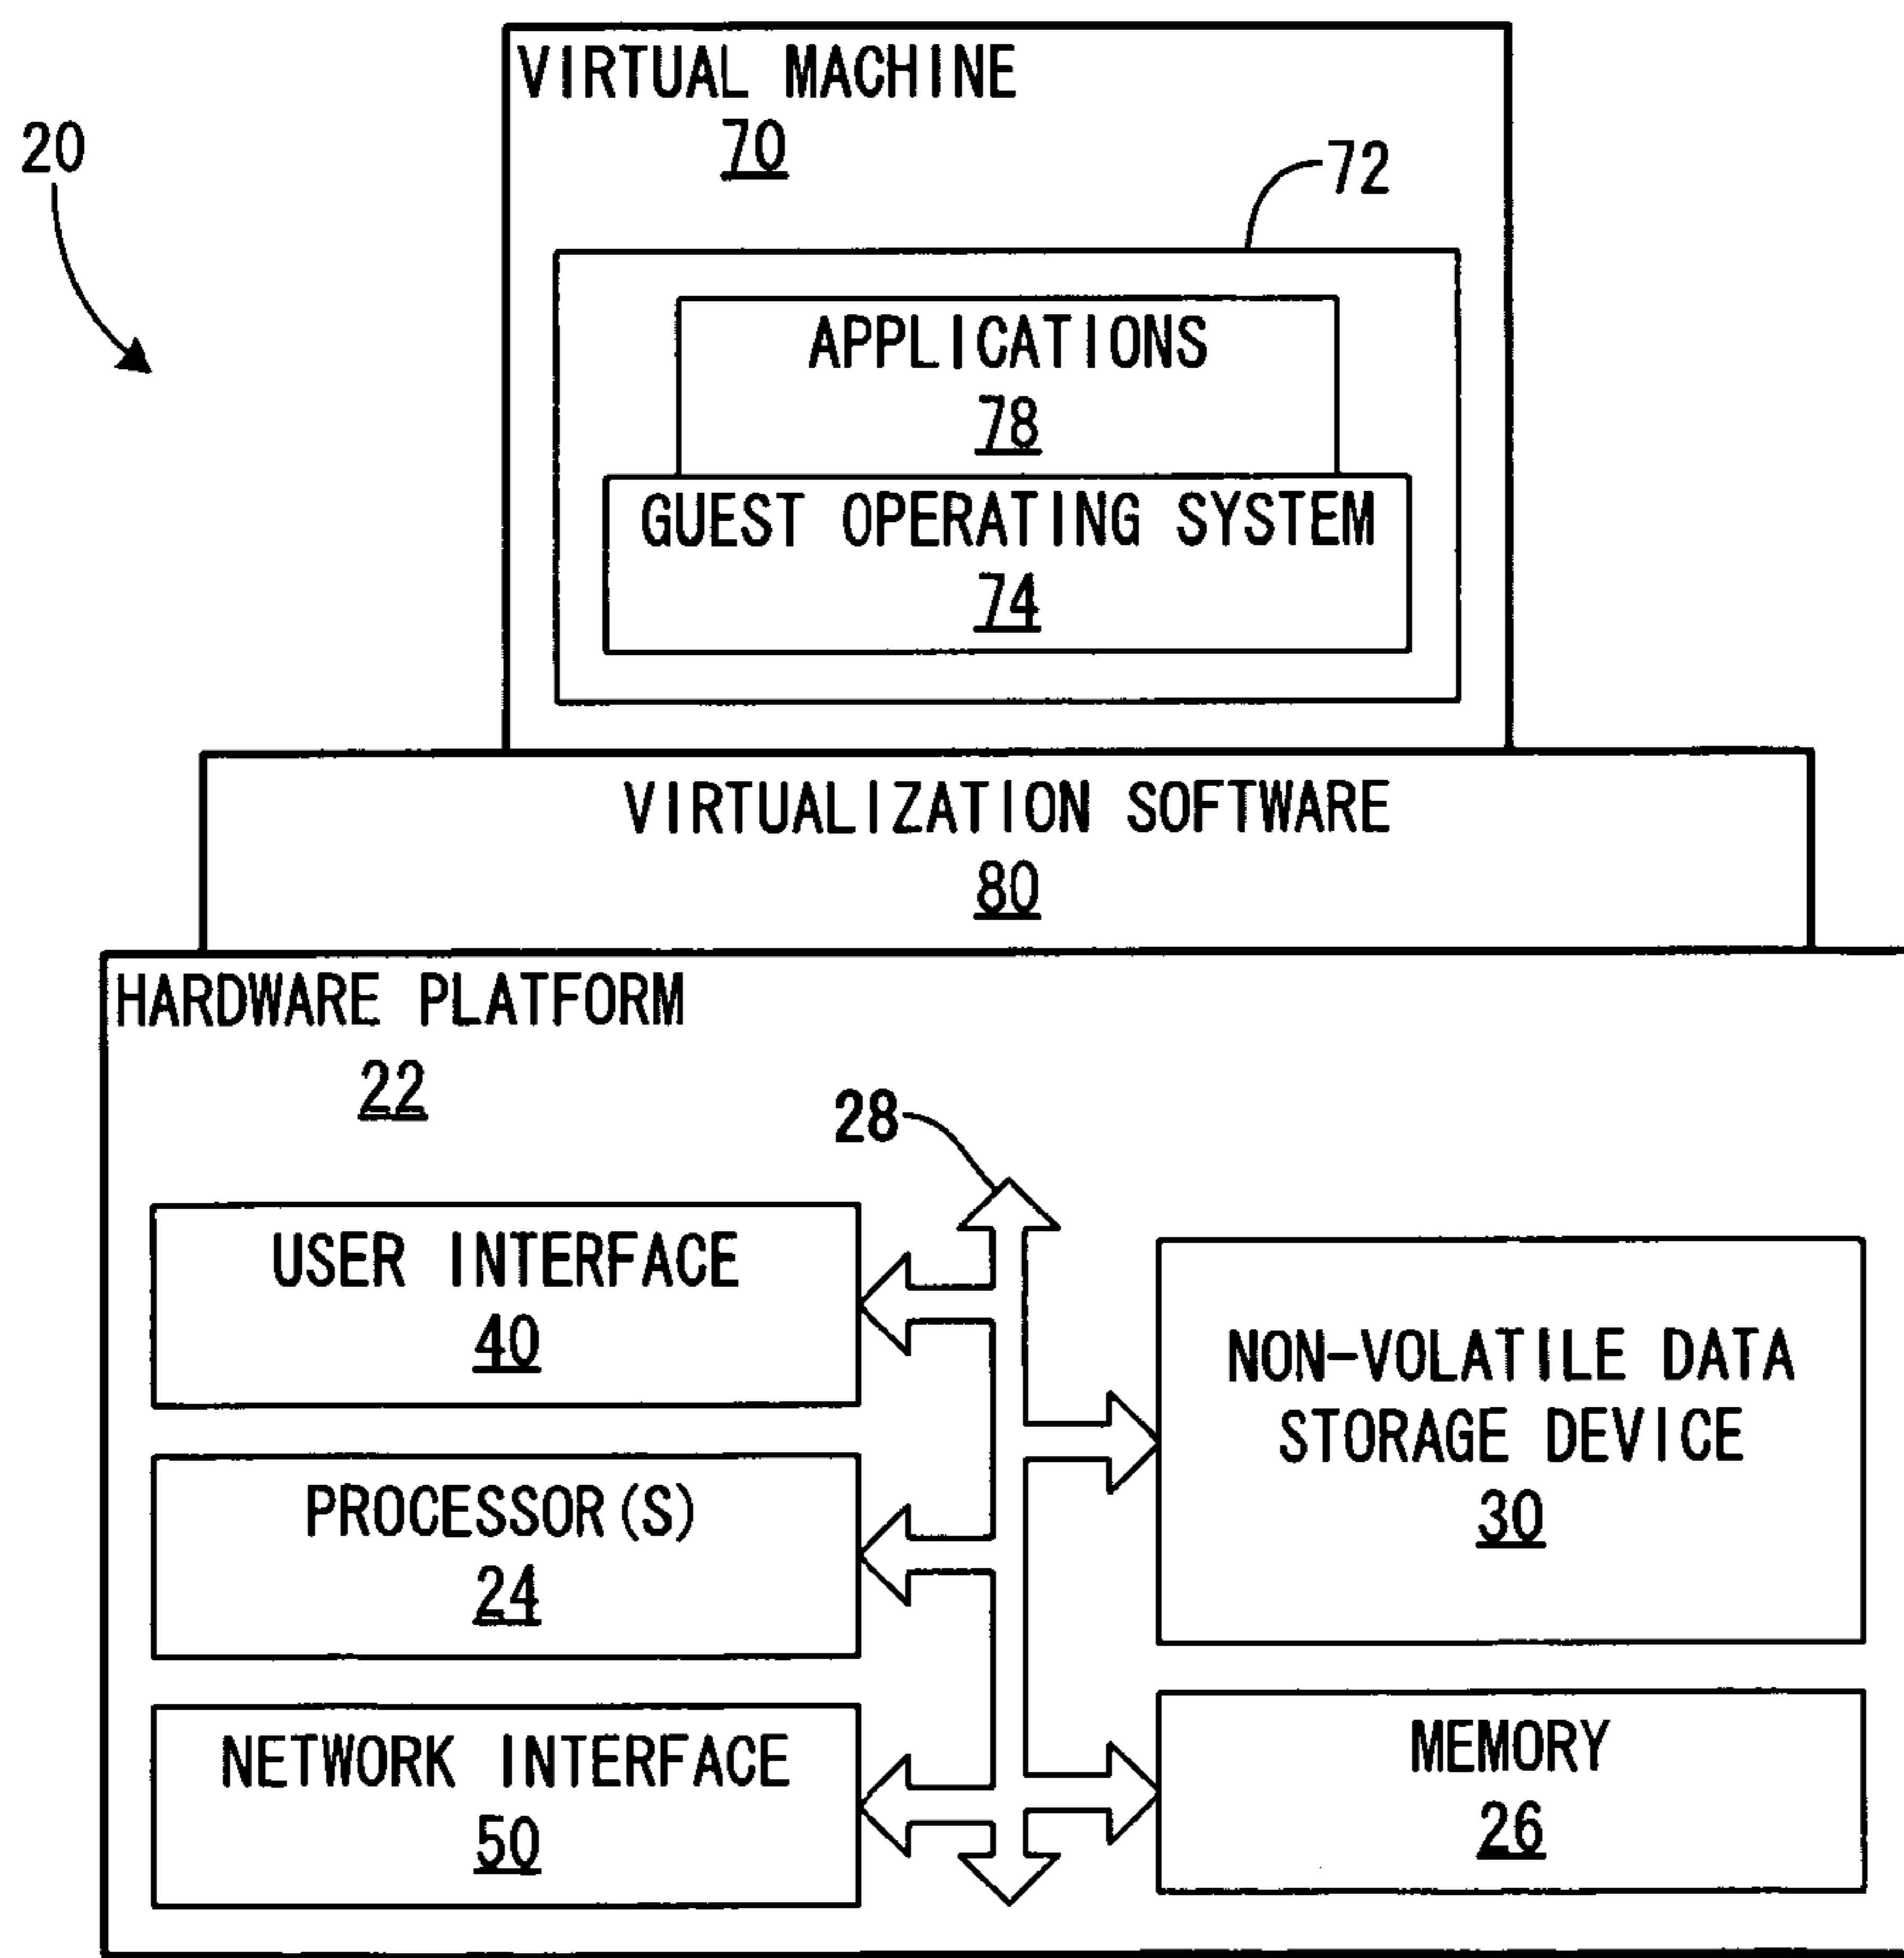 VIRTUAL MACHINE
70
20
72
APPLICATIONS
78
GUEST OPERATING SYSTEM
74
VIRTUALIZATION SOFTWARE
80
HARDWARE PLATFORM
22
28
USER INTERFACE
40
NON-VOLATILE DATA
STORAGE DEVICE
30
PROCESSOR(S)
24
NETWORK INTERFACE
50
MEMORY
26